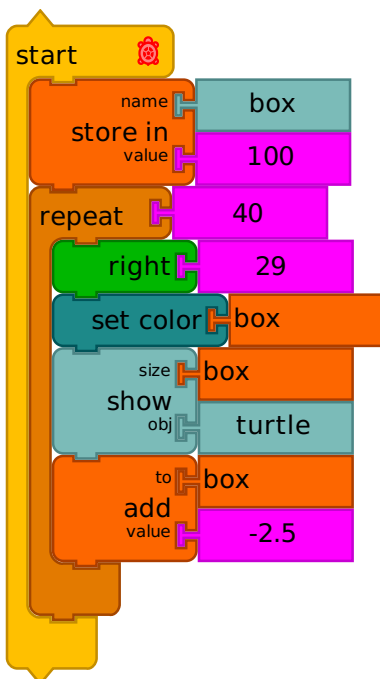 start
name box
store in
value 100
repeat 40
right 29
set color box
size box
show
obj turtle
to box
add
value -2.5